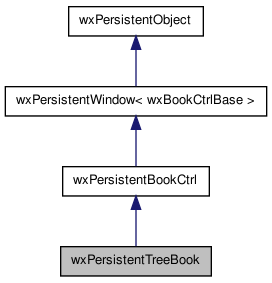 wxPersistentObject
wxPersistentWindow< wxBookCtrlBase >
wxPersistentBookCtrl
wxPersistentTreeBook